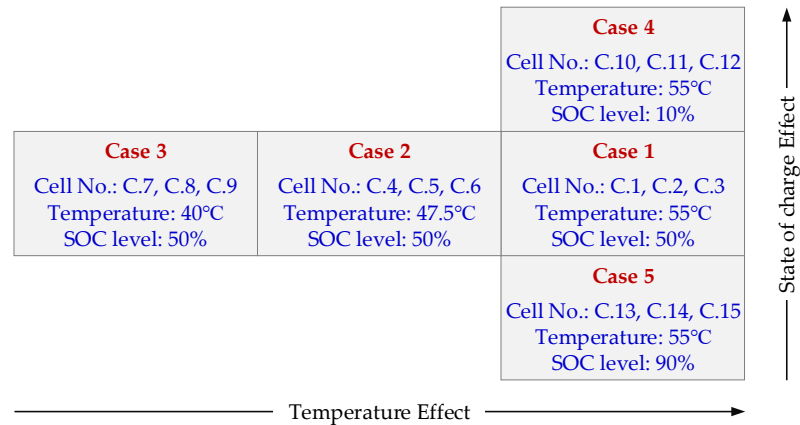 Case 4
Cell No.: C.10, C.11, C.12
Temperature: 55°C
SOC level: 10%
Case 3
Cell No.: C.7, C.8, C.9
Temperature: 40°C
SOC level: 50%
Case 2
Cell No.: C.4, C.5, C.6
Temperature: 47.5°C
SOC level: 50%
Case 1
Cell No.: C.1, C.2, C.3
Temperature: 55°C
SOC level: 50%
Case 5
Cell No.: C.13, C.14, C.15
Temperature: 55°C
SOC level: 90%
State of charge Effect
Temperature Effect